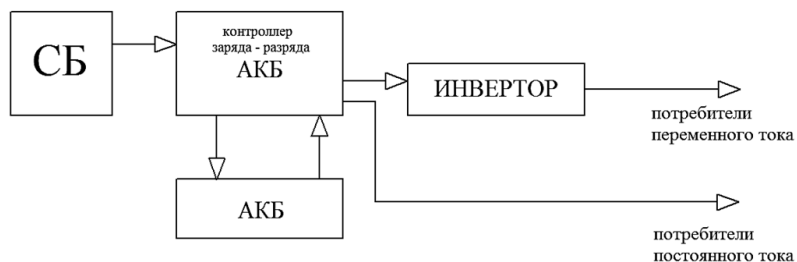 СБ
контроллер
заряда - разряда
АКБ
ИНВЕРТОР
потребители
переменного тока
АКБ
потребители
постоянного тока